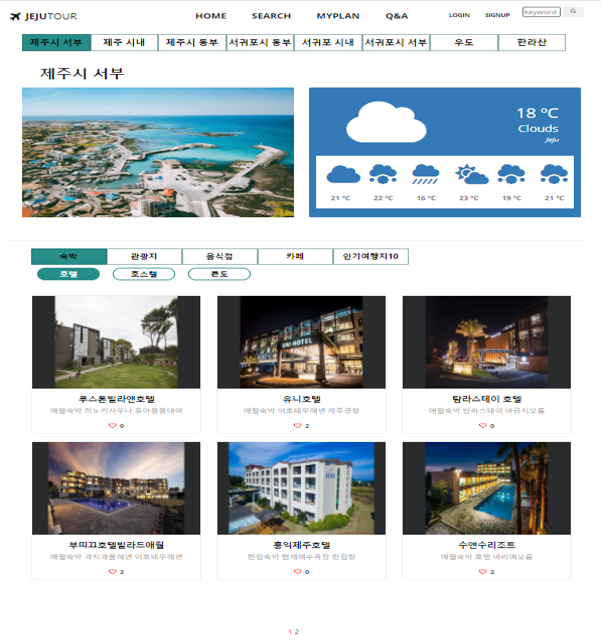 JEJUTOUR HOME SEARCH MYPLAN Q&A LOGIN SIGNUP keyword
제주시 서부 제주 시내 제주시 동부 서귀포시 동부 서귀포 시내 서귀포시 서부 우도 한라산
제주시 서부
18 ℃
Clouds
Jeju
21 ℃ 22 ℃ 16 ℃ 23 ℃ 19 ℃ 21 ℃
숙박 관광지 음식점 카페 인기여행지10
호텔 호스텔 콘도
UNI HOTEL
루스톤빌라앤호텔 유니호텔 탐라스테이 호텔
애월숙박 히노키사우나 유아용품대여 애월숙박 이호테우해변 제주공항 애월숙박 탐라스테이 바굼지오름
0 2 0
부띠끄호텔빌라드애월 홍익제주호텔 수앤수리조트
애월숙박 곽지과물해변 이호테우해변 한림숙박 협재해수욕장 한림항 애월숙박 호텔 바리메오름
2 0 2
1 2